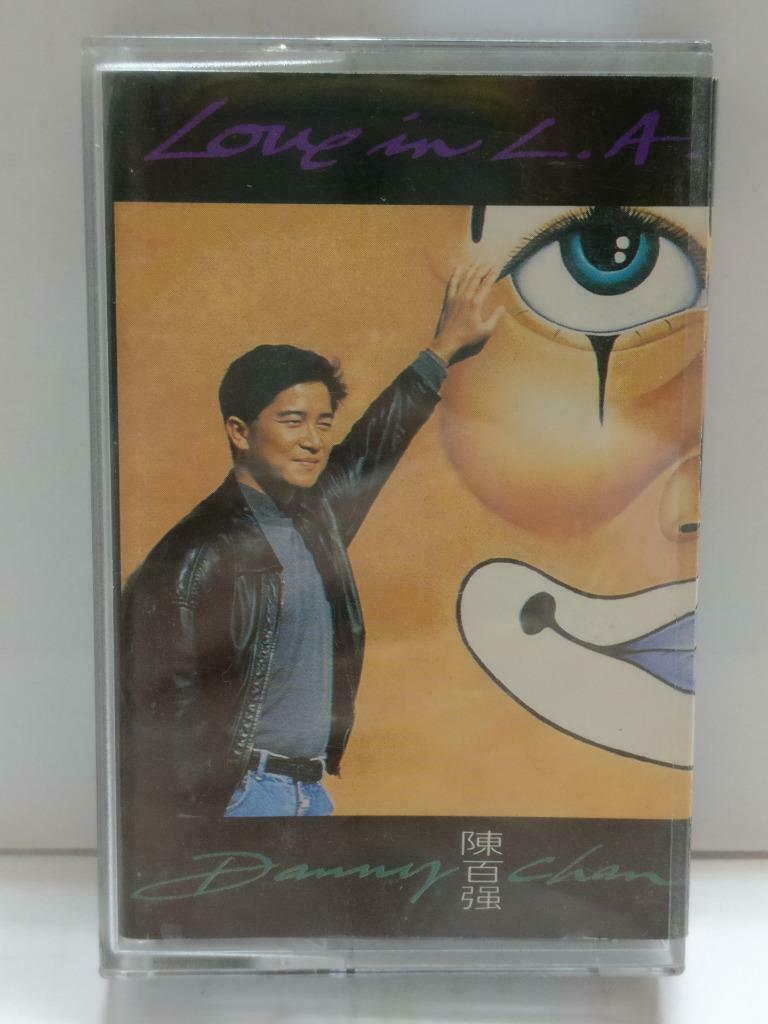 Love in L.A.
Danny 陳百强 Chan